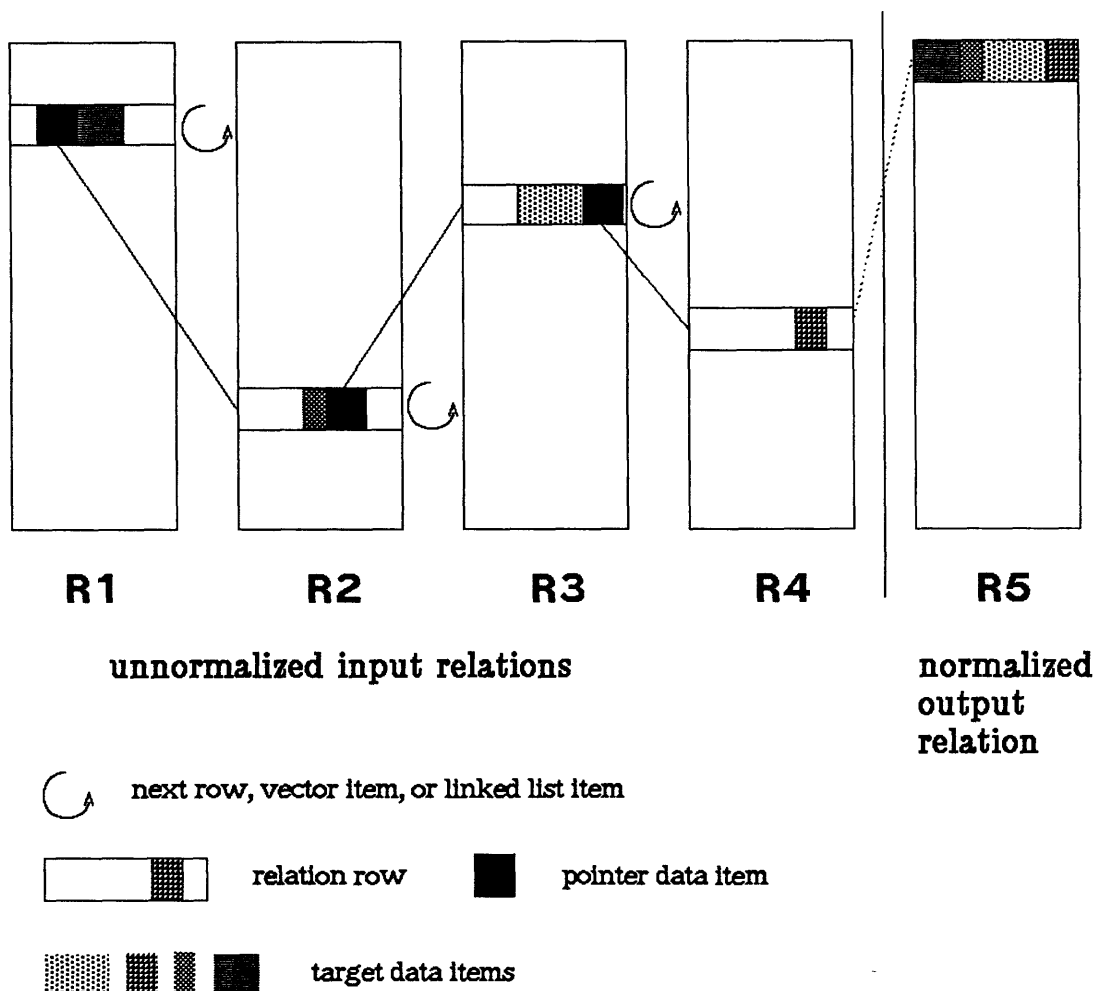 R1 R2 R3 R4 R5
unnormalized input relations
normalized
output
relation
next row, vector item, or linked list item
relation row
pointer data item
target data items